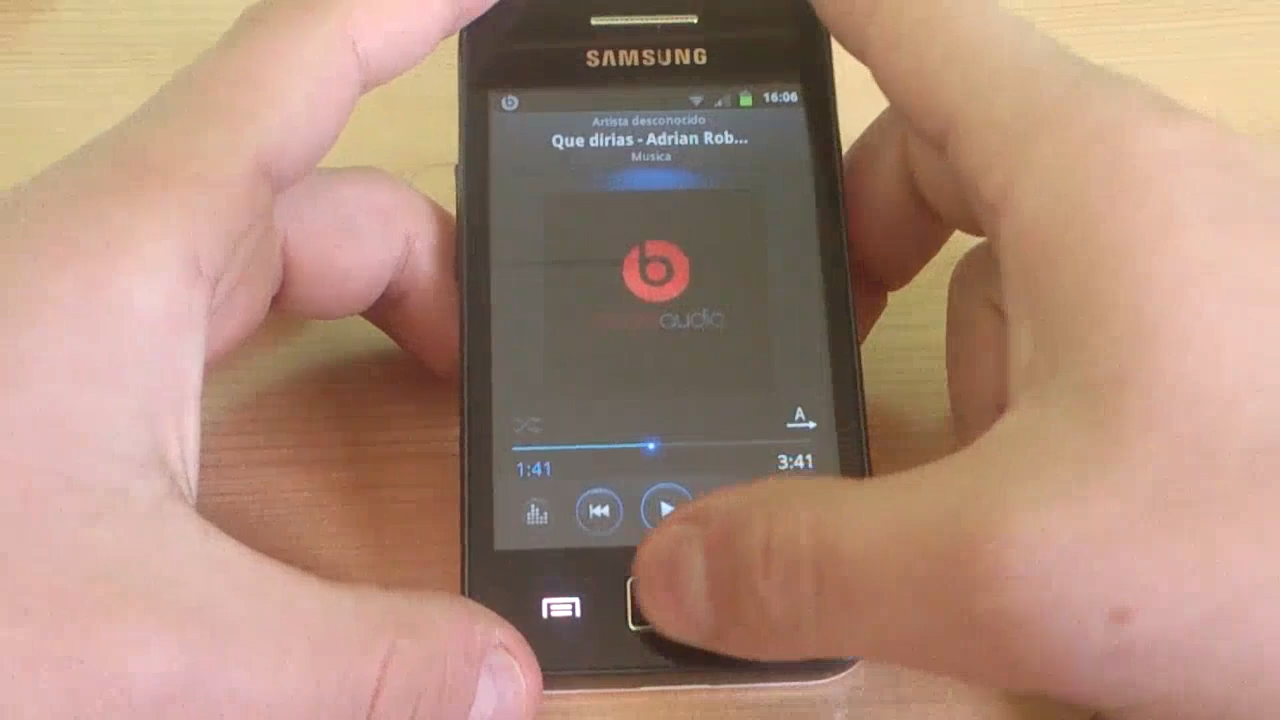 SAMSUNG
16:06
Artista desconocido
Que dirias - Adrian Rob...
Musica
b
audio
A
1:41
3:41